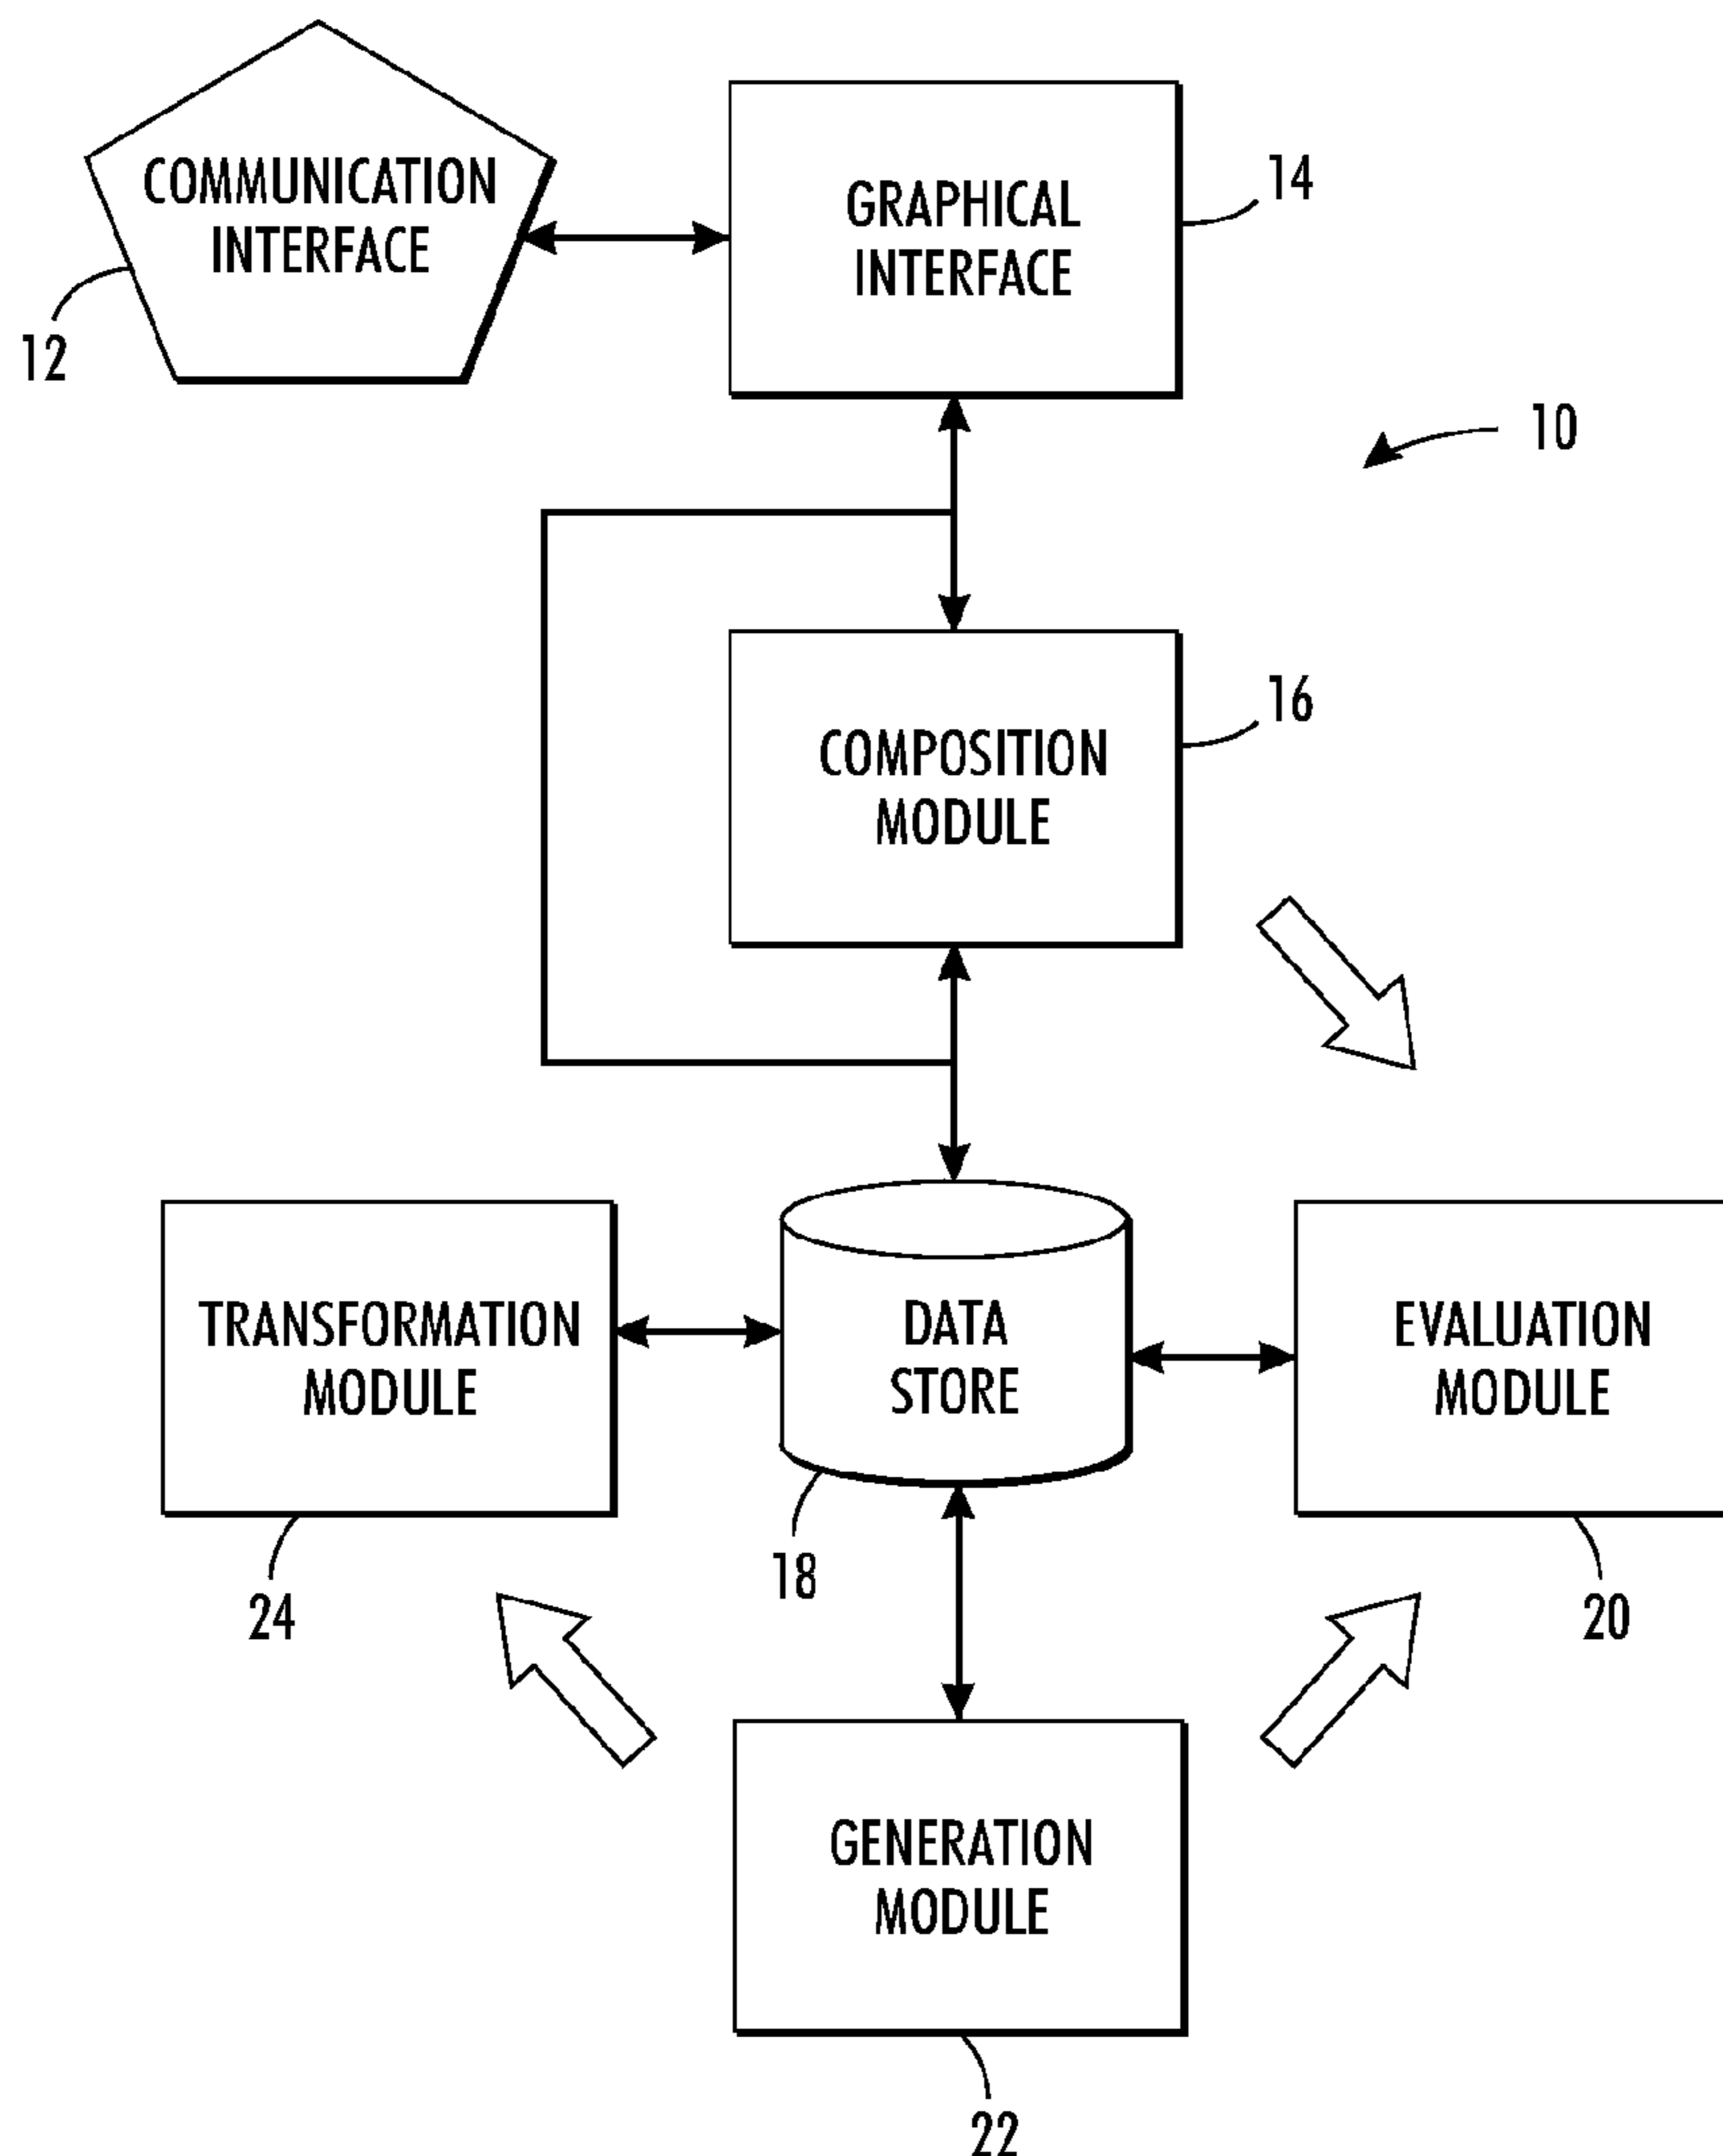 COMMUNICATION
INTERFACE
12
GRAPHICAL
INTERFACE
14
10
COMPOSITION
MODULE
16
TRANSFORMATION
MODULE
24
DATA
STORE
18
EVALUATION
MODULE
20
GENERATION
MODULE
22